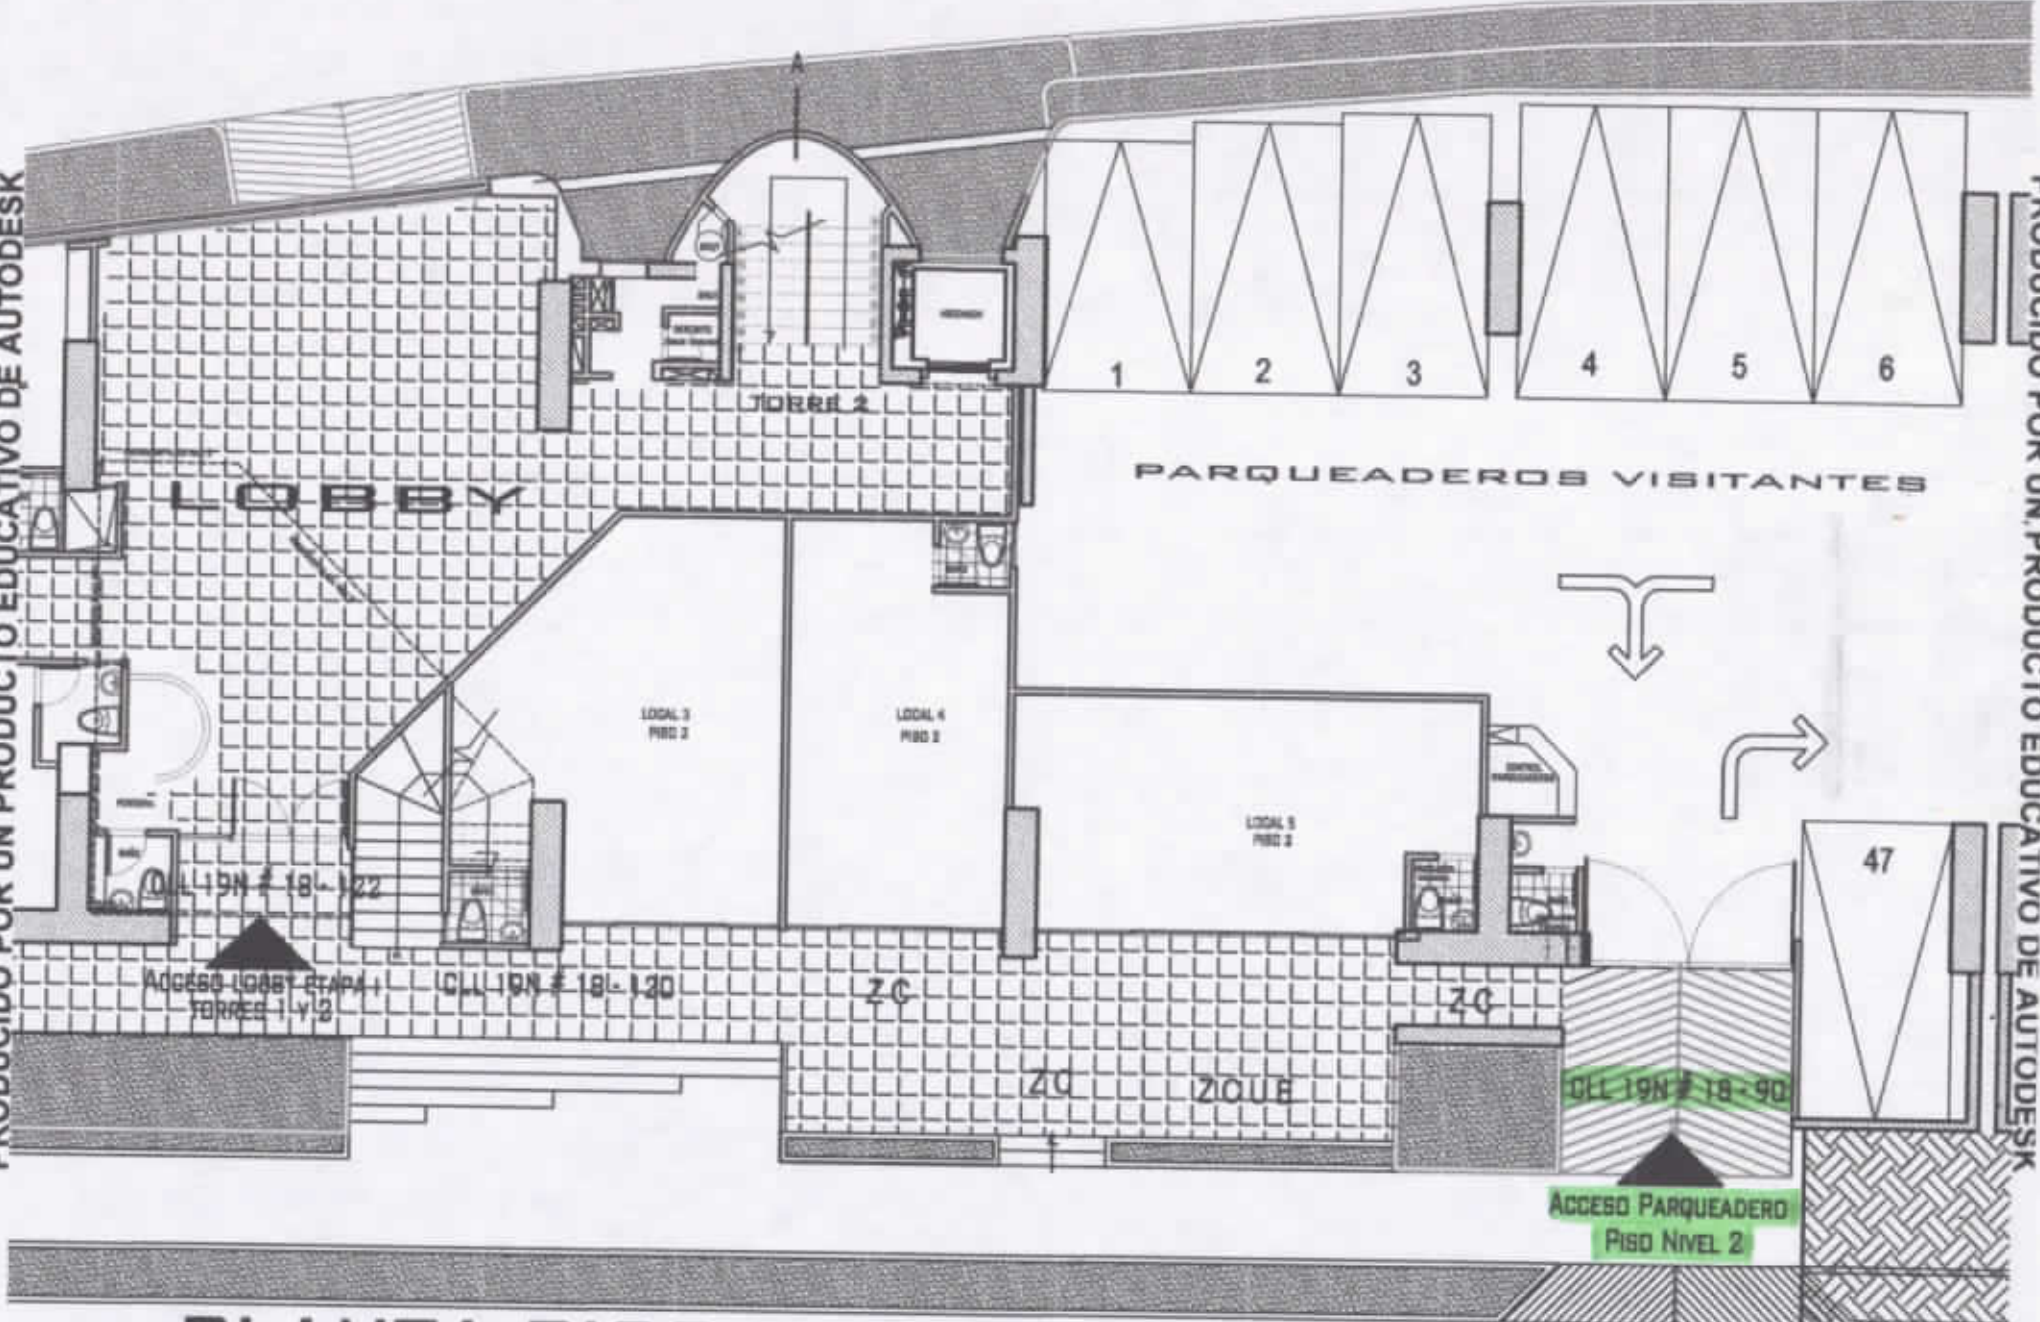 A
1
2
3
4
5
6
TORRE 2
PARQUEADEROS VISITANTES
LOBBY
LOCAL 3
PISO 2
LOCAL 4
PISO 2
LOCAL 5
PISO 2
CONTROL
47
CLL 19N # 18 - 122
ACCESO LOBBY ETAPA I
TORRES 1 Y 2
CLL 19N # 18 - 120
ZC
ZC
ZC
ZOUE
CLL 19N # 18 - 90
ACCESO PARQUEADERO
PISO NIVEL 2
PRODUCIDO POR UN PRODUCTO EDUCATIVO DE AUTODESK
PRODUCIDO POR UN PRODUCTO EDUCATIVO DE AUTODESK